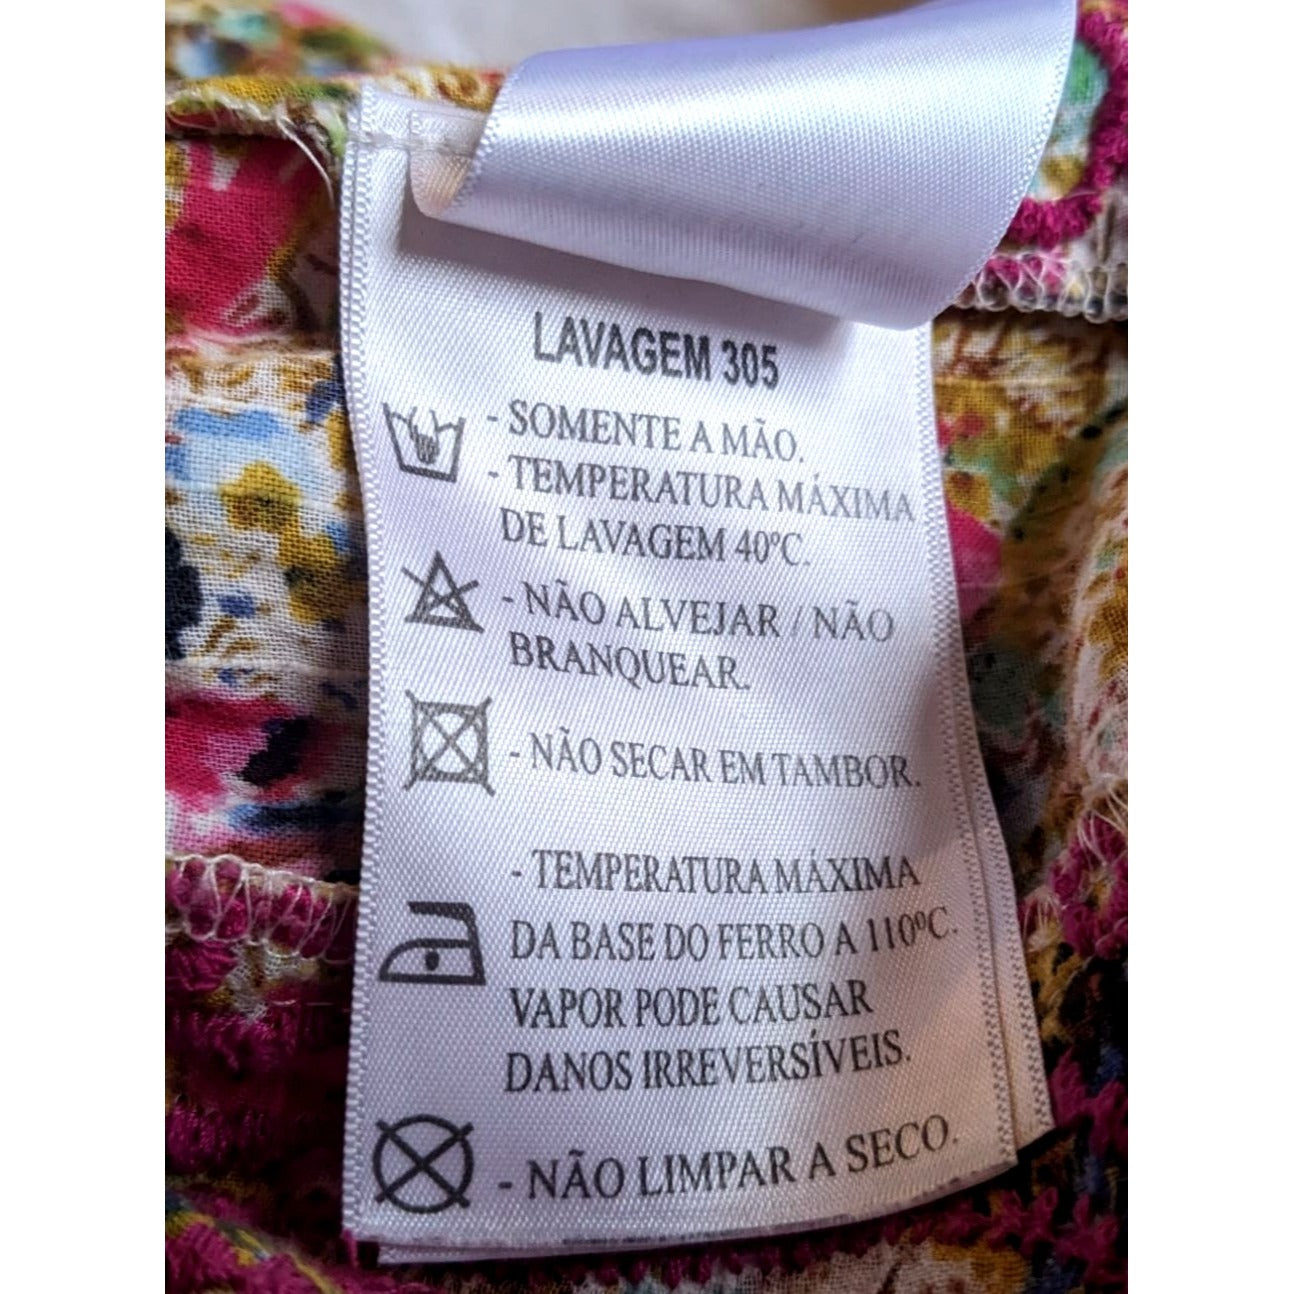 LAVAGEM 305
- SOMENTE A MÃO.
- TEMPERATURA MÁXIMA
DE LAVAGEM 40ºC.
- NÃO ALVEJAR / NÃO
BRANQUEAR.
- NÃO SECAR EM TAMBOR.
- TEMPERATURA MÁXIMA
DA BASE DO FERRO A 110ºC.
VAPOR PODE CAUSAR
DANOS IRREVERSÍVEIS.
- NÃO LIMPAR A SECO.